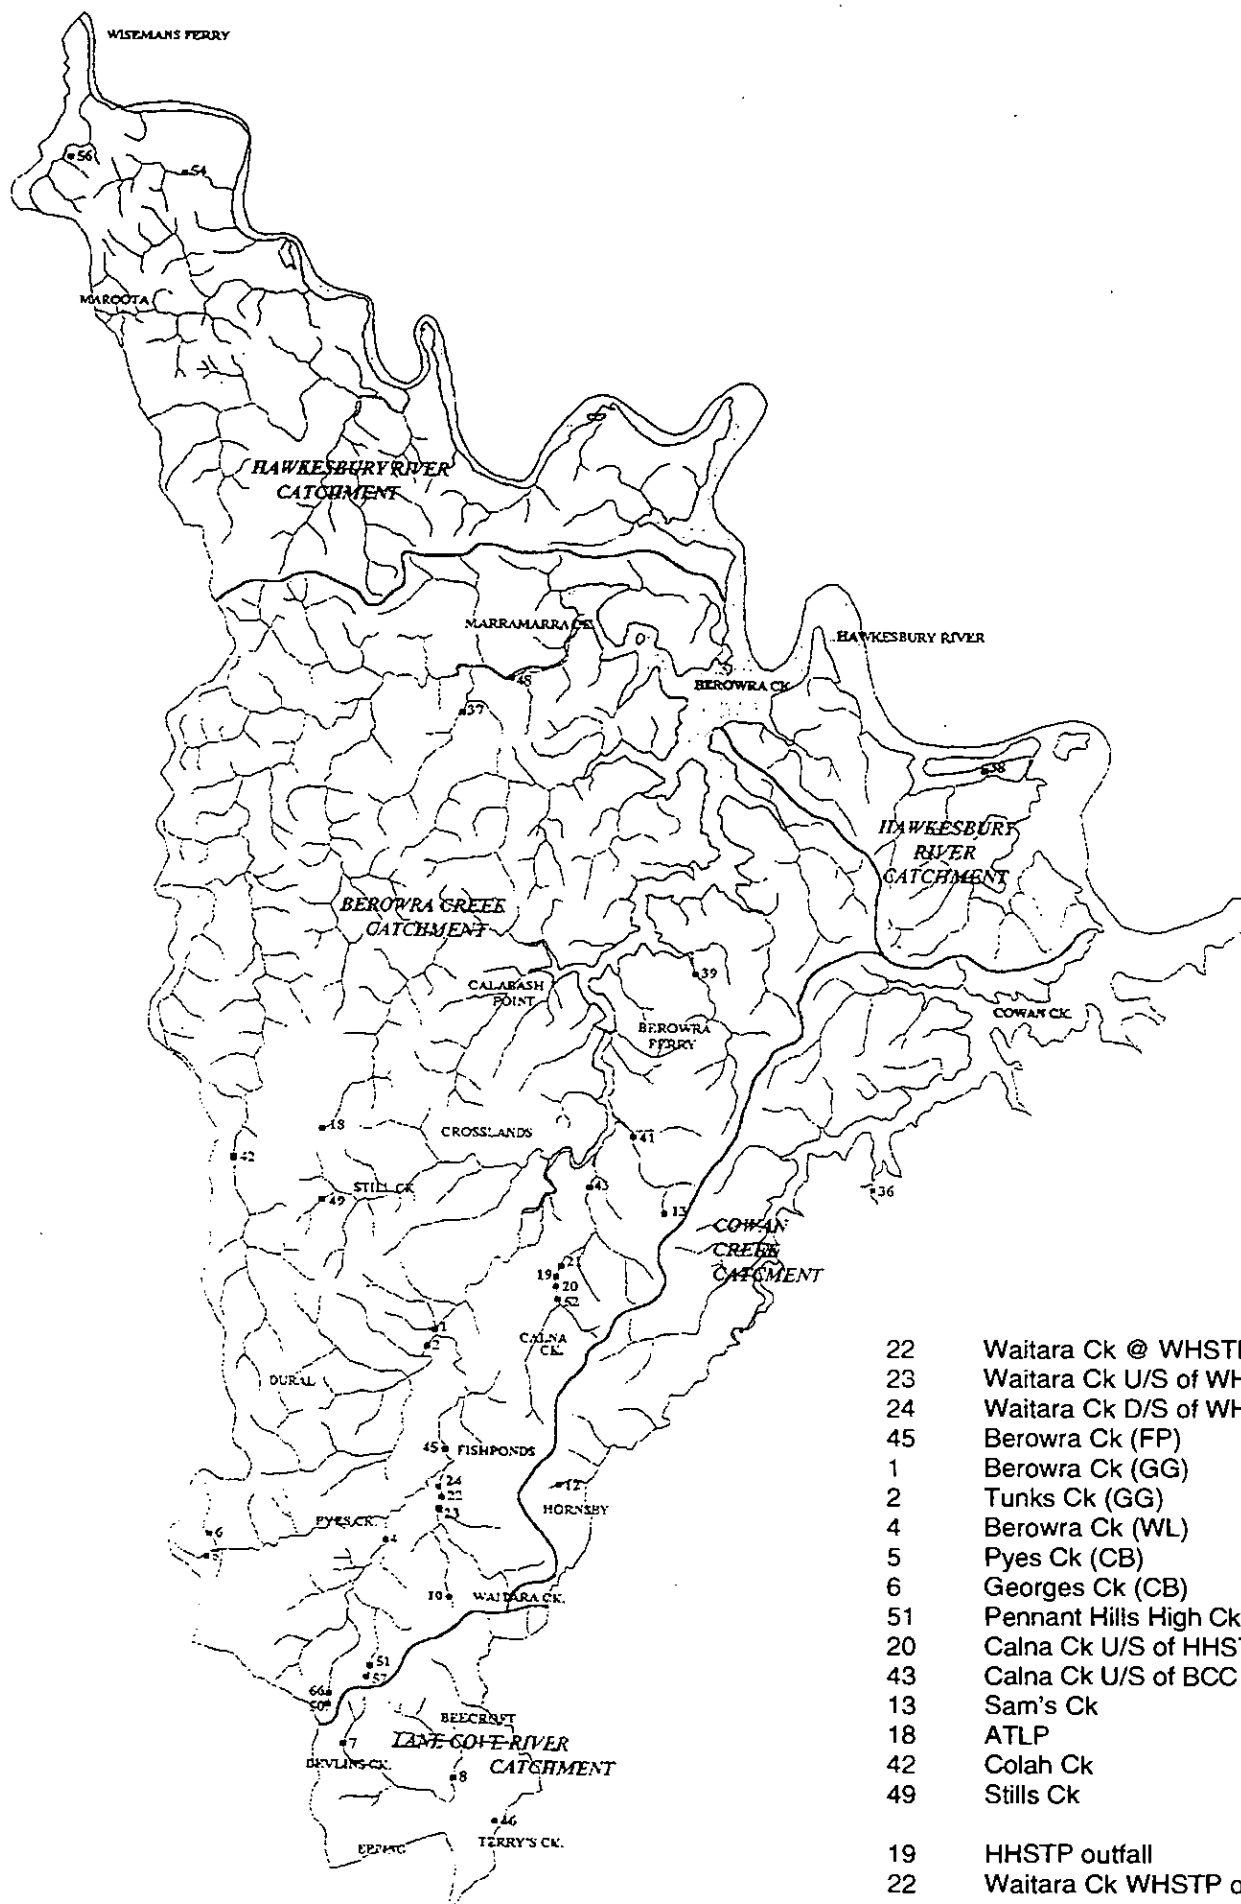 WISEMANS FERRY
56
54
MAROOTA
HAWKESBURY RIVER
CATCHMENT
MARRAMARRA CK.
HAWKESBURY RIVER
48
BEROWRA CK
37
38
HAWKESBURY
RIVER
CATCHMENT
BEROWRA CREEK
CATCHMENT
39
CALABASH
POINT
COWAN CK.
BEROWRA
FERRY
18
CROSSLANDS
41
42
43
36
STILL CK
49
13
COWAN
CREEK
CATCMENT
21
19
20
52
1
2
CALNA
CK.
DURAL
45
FISHPONDS
24
12
22
HORNSBY
23
PYES CK.
6
4
5
10
WAITARA CK.
51
57
66
50
BEECROFT
7
LANE COVE RIVER
CATCHMENT
DEVLINS CK.
8
46
EPPING
TERRY'S CK.
22 Waitara Ck @ WHSTP
23 Waitara Ck U/S of WH
24 Waitara Ck D/S of WH
45 Berowra Ck (FP)
1 Berowra Ck (GG)
2 Tunks Ck (GG)
4 Berowra Ck (WL)
5 Pyes Ck (CB)
6 Georges Ck (CB)
51 Pennant Hills High Ck
20 Calna Ck U/S of HHST
43 Calna Ck U/S of BCC
13 Sam's Ck
18 ATLP
42 Colah Ck
49 Stills Ck
19 HHSTP outfall
22 Waitara Ck WHSTP o